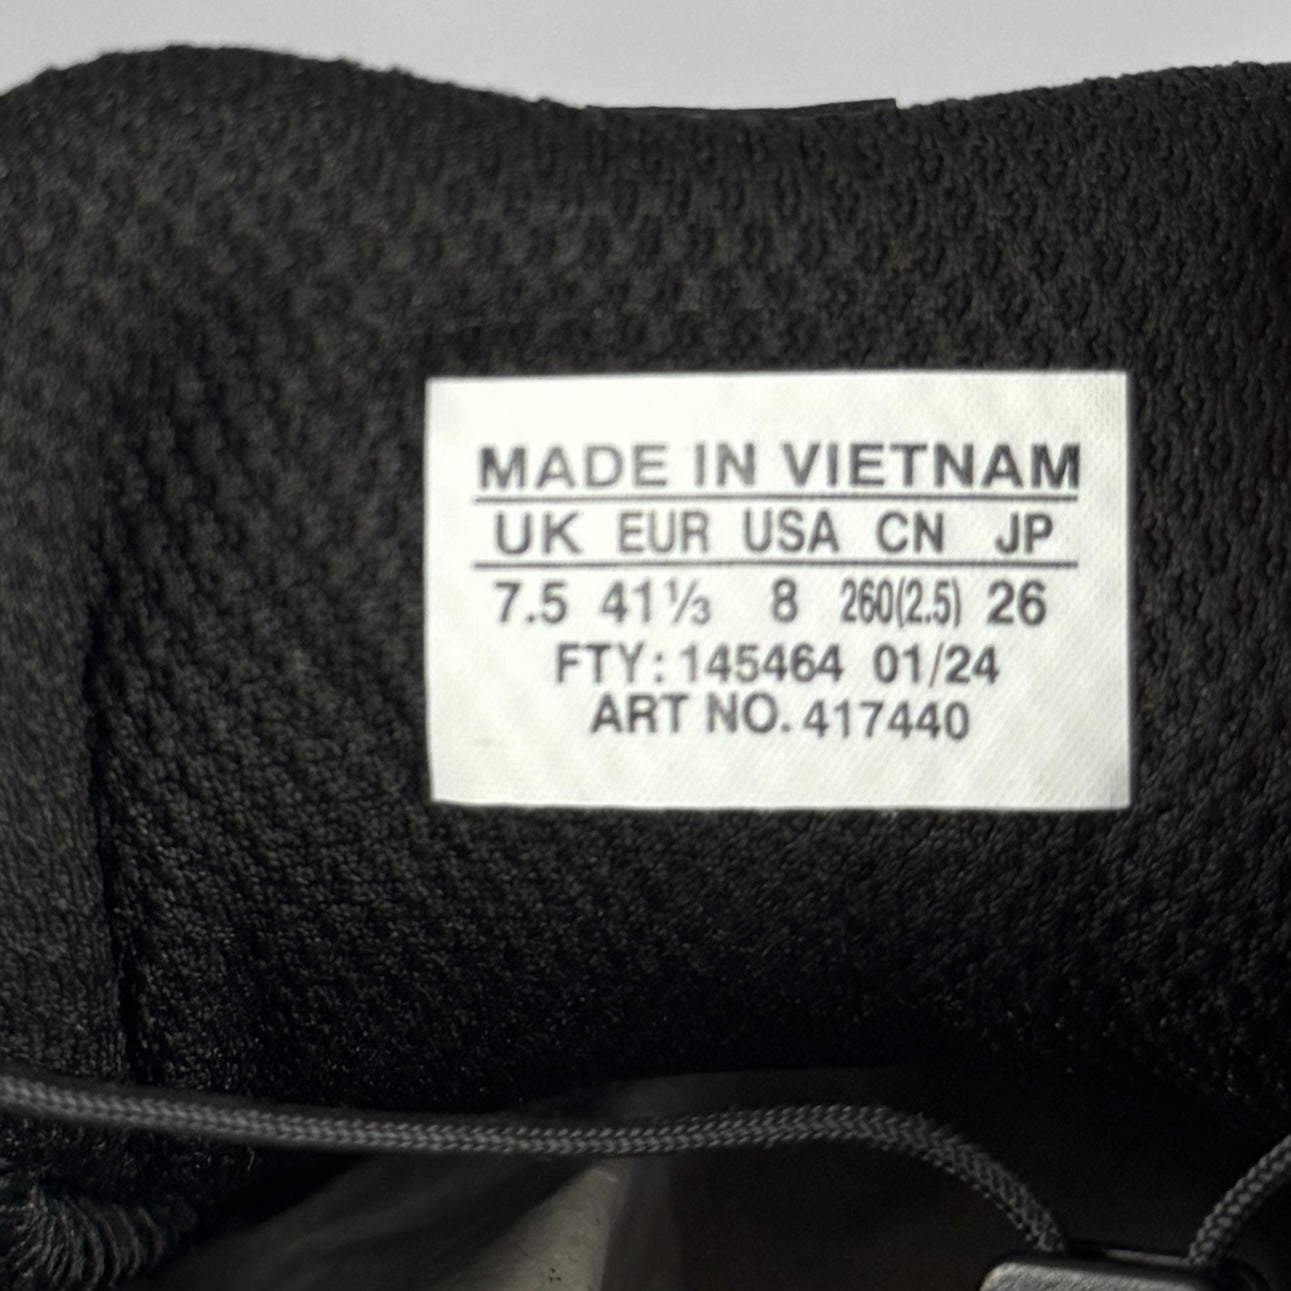 MADE IN VIETNAM
UK EUR USA CN JP
7.5 41⅓ 8 260(2.5) 26
FTY: 145464 01/24
ART NO. 417440